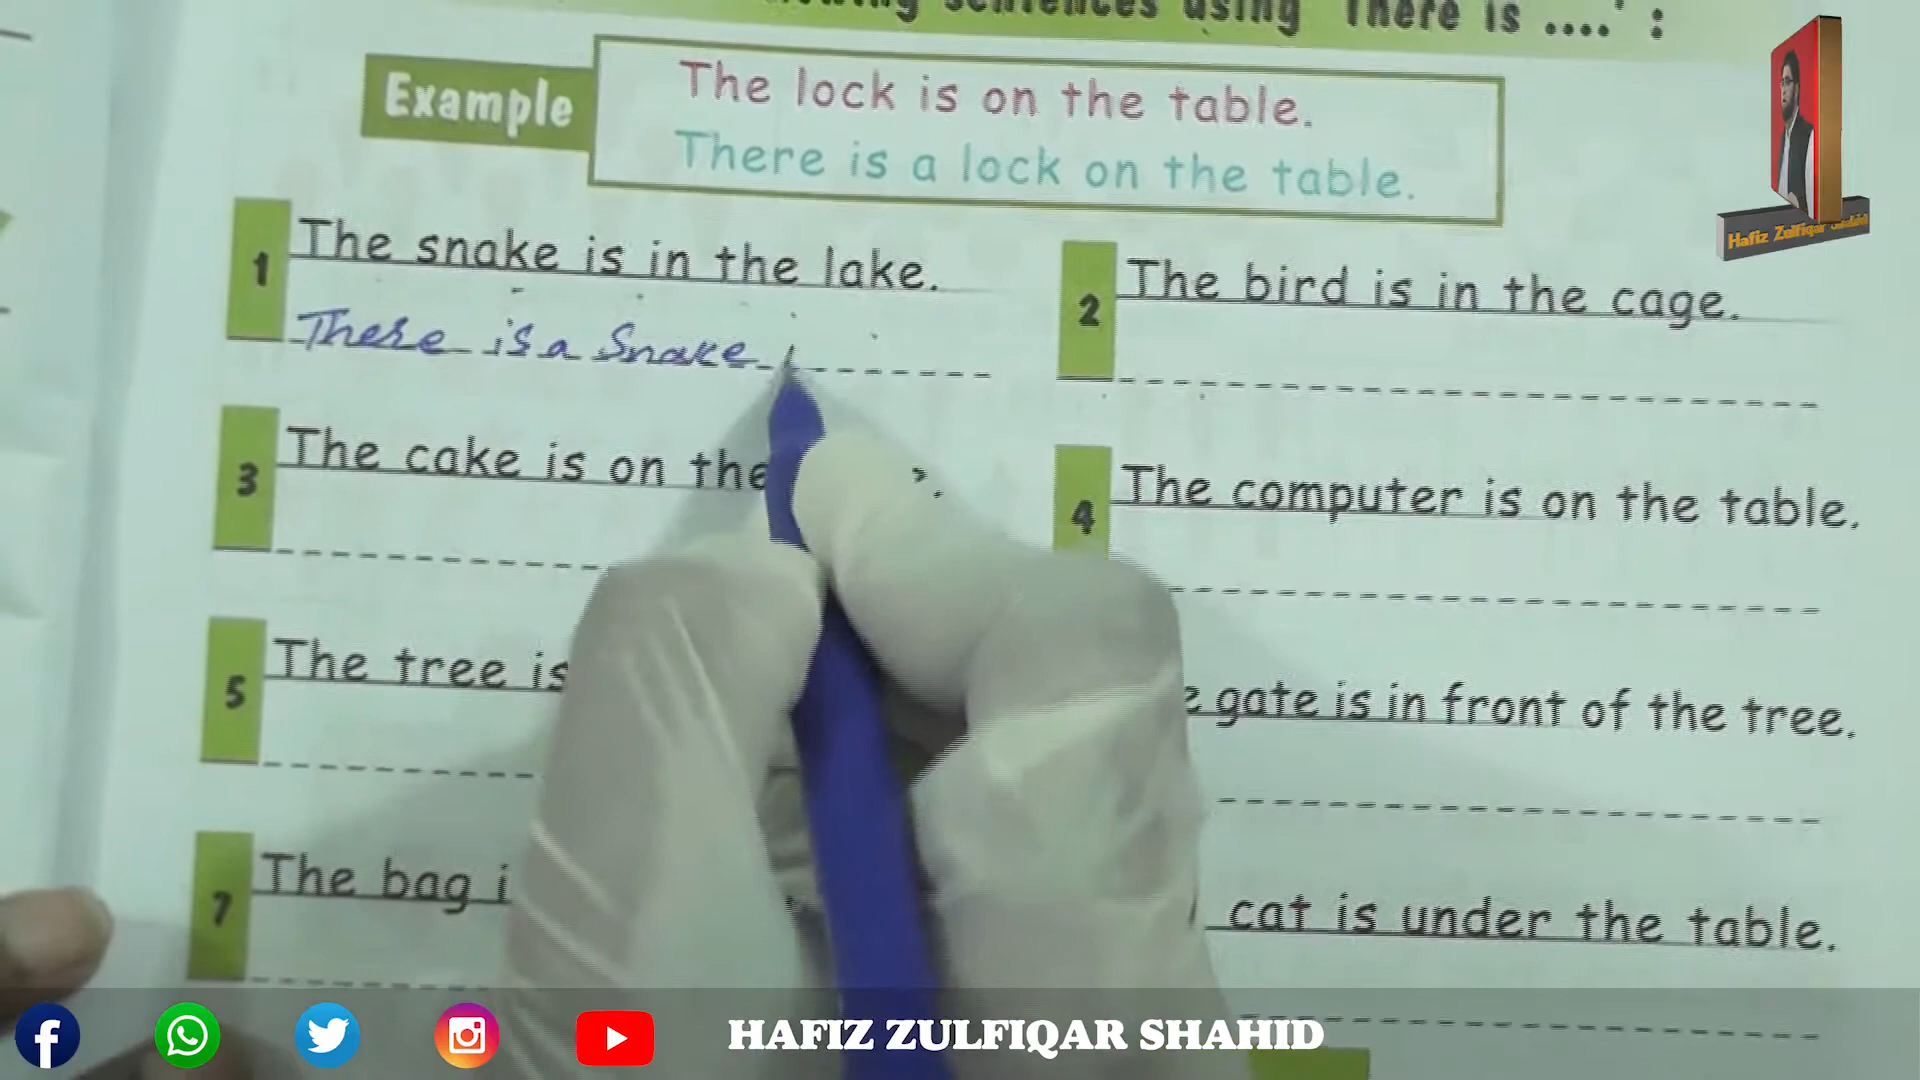 sentences using 'There is ....' :
Example
The lock is on the table.
There is a lock on the table.
1
The snake is in the lake.
There is a Snake
2
The bird is in the cage.
3
The cake is on the
4
The computer is on the table.
5
The tree is
gate is in front of the tree.
7
The bag
cat is under the table.
Hafiz Zulfiqar Shahid
HAFIZ ZULFIQAR SHAHID